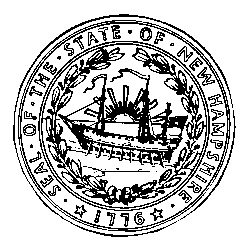 · SEAL · OF · THE · STATE · OF · NEW HAMPSHIRE ·
1776